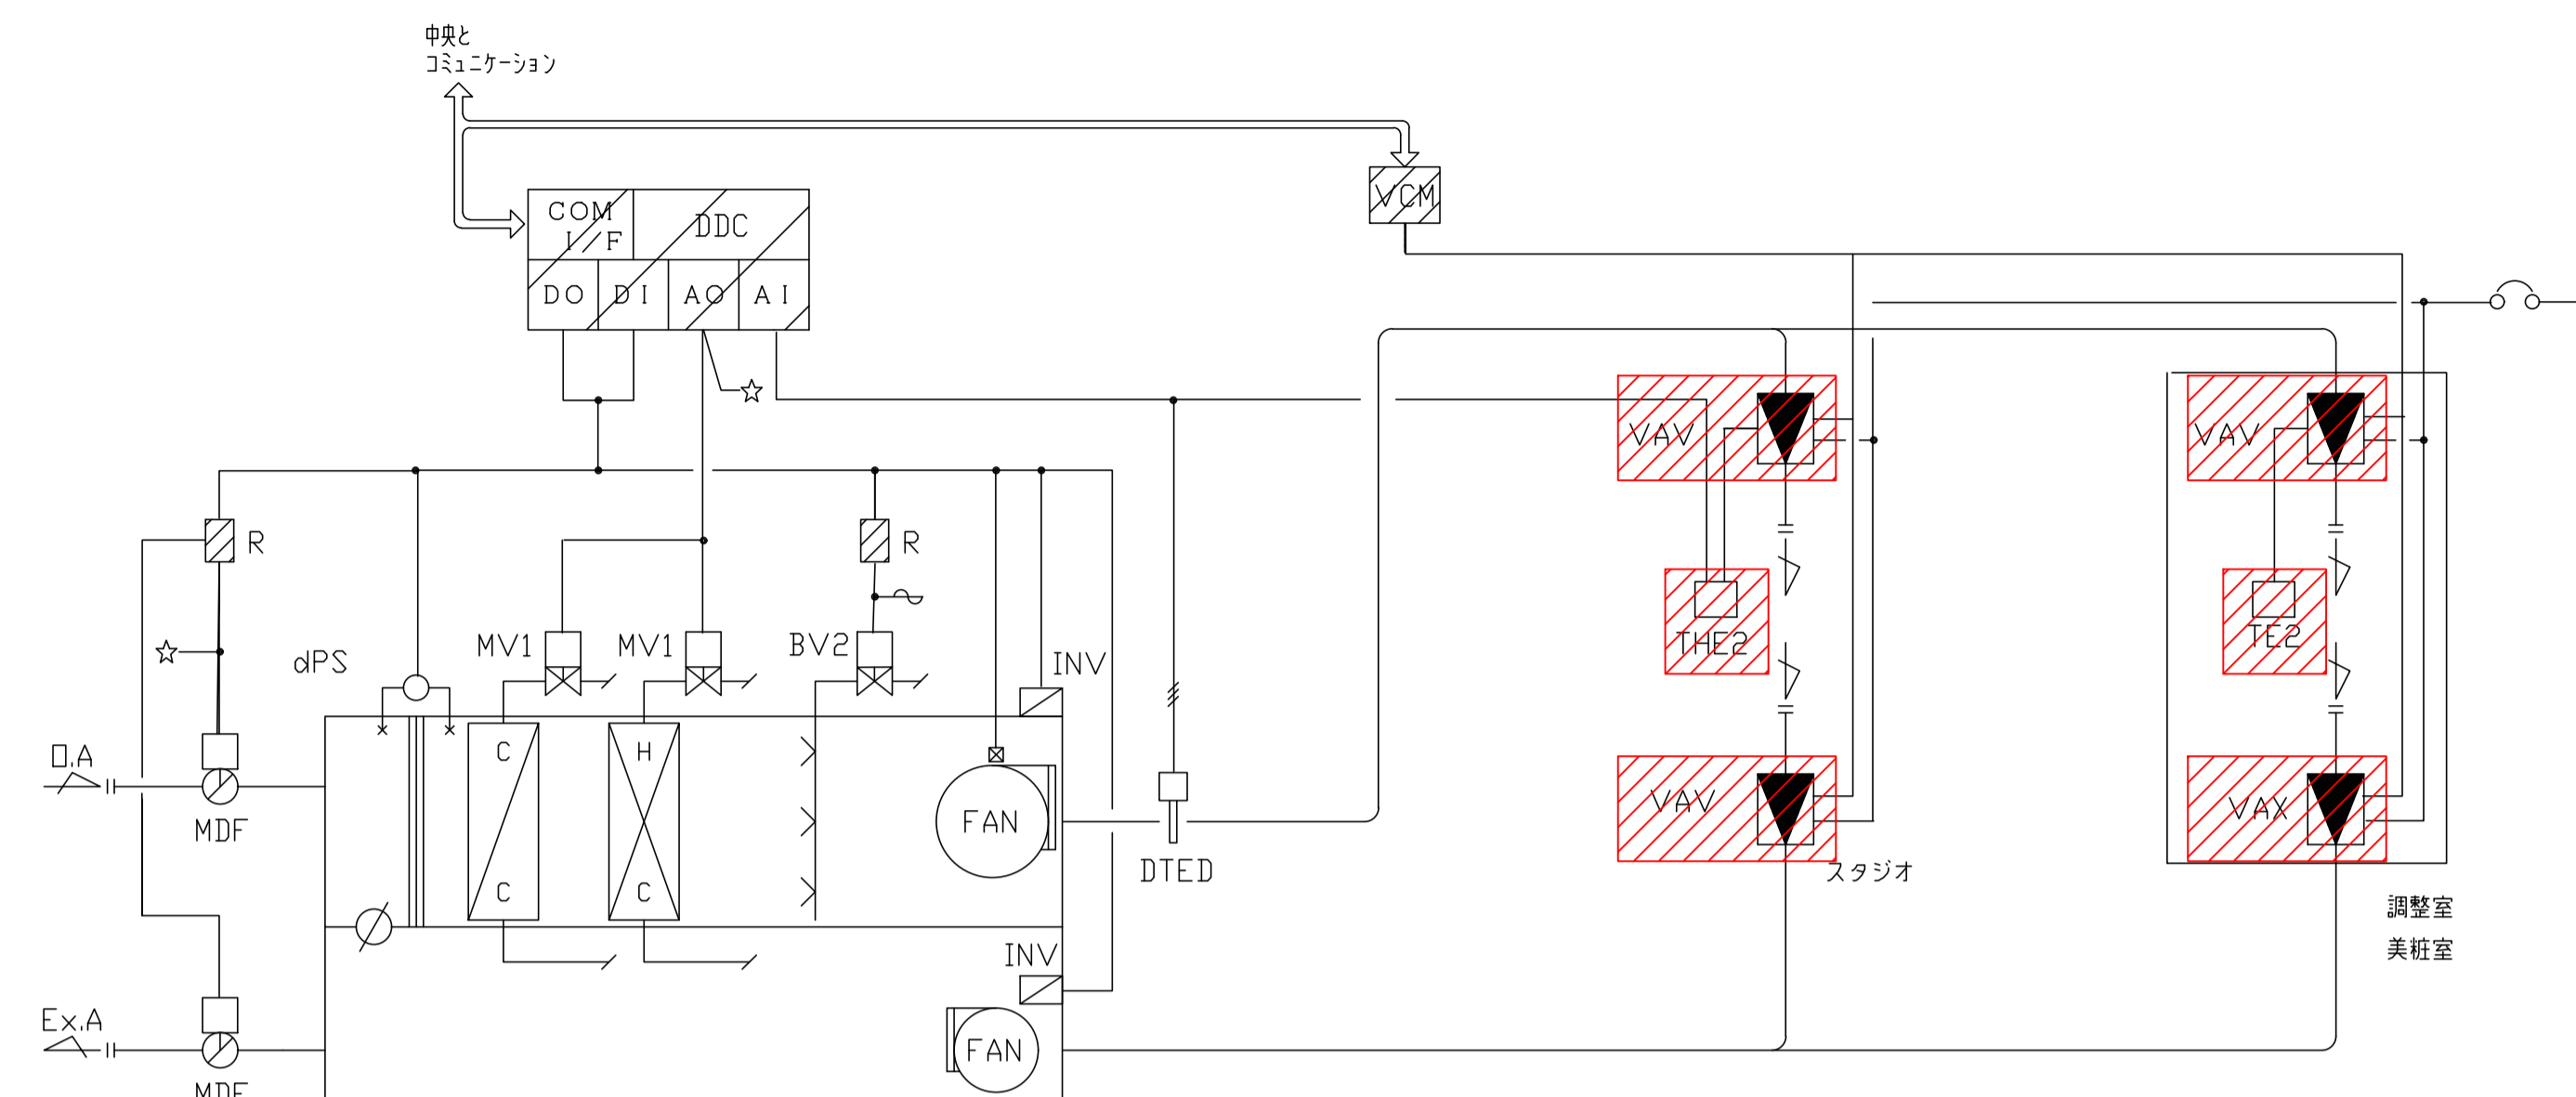 中央と
コミュニケーション
VCM
COM
I/F
DDC
DO
DI
AO
AI
VAV
VAV
R
R
THE2
TE2
dPS
MV1
MV1
BV2
INV
O.A
C
H
FAN
VAV
VAX
MDF
C
C
DTED
スタジオ
調整室
美粧室
INV
Ex.A
FAN
MDF